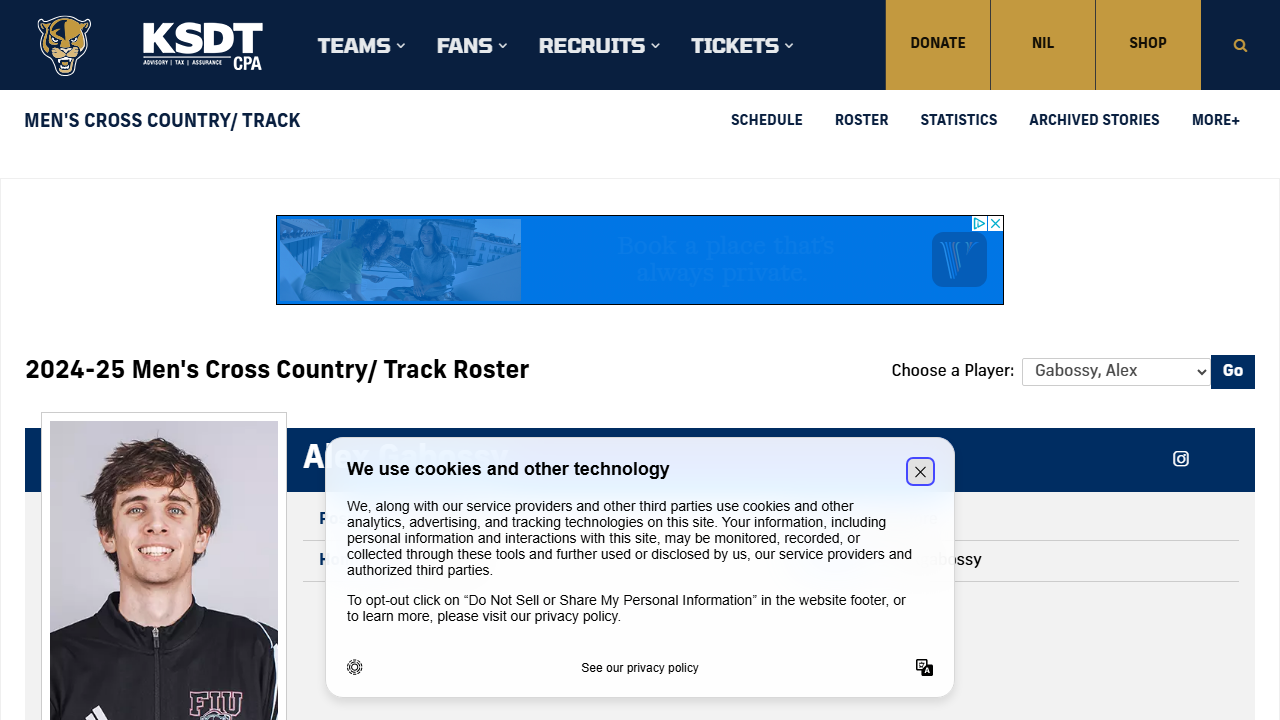 KSDT
ADVISORY | TAX | ASSURANCE
CPA
TEAMS
FANS
RECRUITS
TICKETS
DONATE
NIL
SHOP
MEN'S CROSS COUNTRY/ TRACK
SCHEDULE
ROSTER
STATISTICS
ARCHIVED STORIES
MORE+
Book a place that's
always private.
2024-25 Men's Cross Country/ Track Roster
Choose a Player:
Gabossy, Alex
Go
Alex Gabossy
We use cookies and other technology
We, along with our service providers and other third parties use cookies and other
analytics, advertising, and tracking technologies on this site. Your information, including
personal information and interactions with this site, may be monitored, recorded, or
collected through these tools and further used or disclosed by us, our service providers and
authorized third parties.
To opt-out click on “Do Not Sell or Share My Personal Information” in the website footer, or
to learn more, please visit our privacy policy.
See our privacy policy
FIU